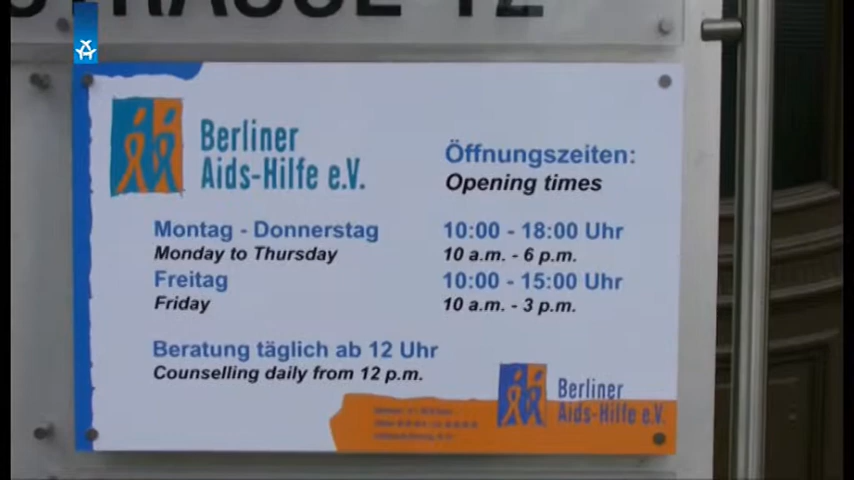 STRASSE 12
Berliner
Aids-Hilfe e.V.
Öffnungszeiten:
Opening times
Montag - Donnerstag 10:00 - 18:00 Uhr
Monday to Thursday 10 a.m. - 6 p.m.
Freitag 10:00 - 15:00 Uhr
Friday 10 a.m. - 3 p.m.
Beratung täglich ab 12 Uhr
Counselling daily from 12 p.m.
Berliner
Aids-Hilfe e.V.